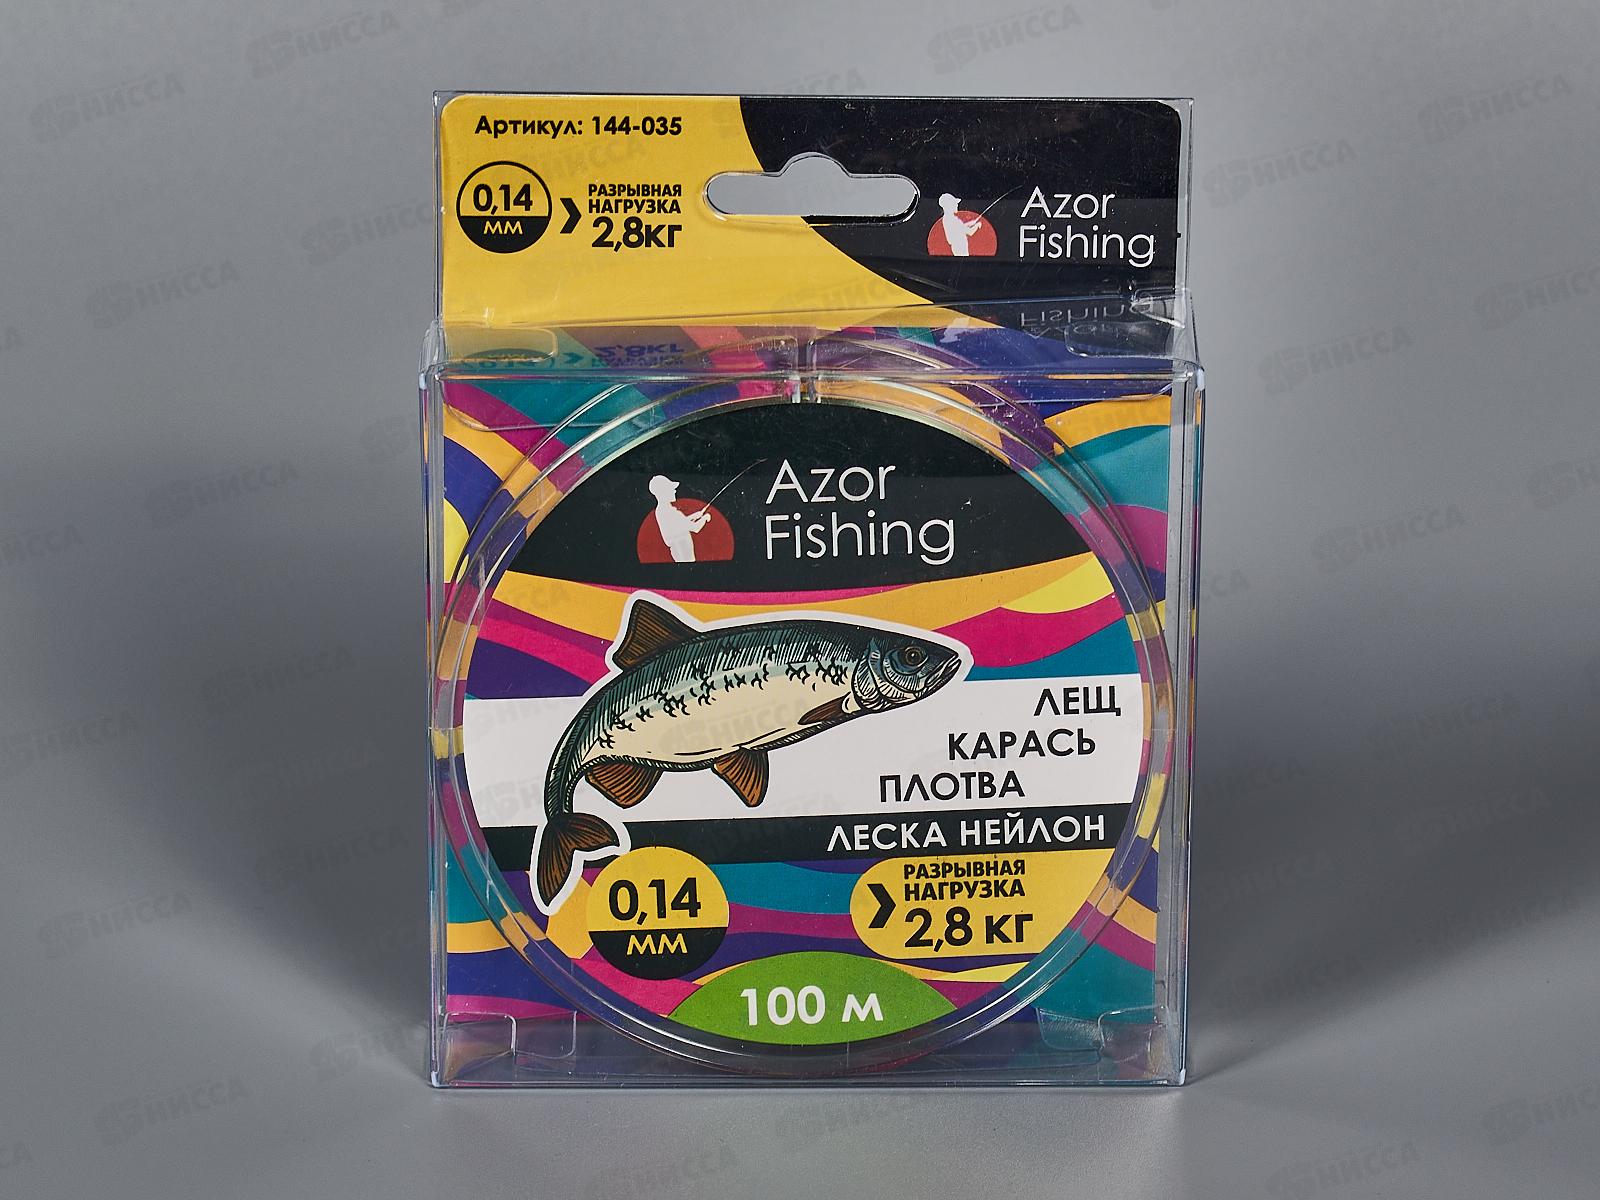 Артикул: 144-035
0,14
мм
РАЗРЫВНАЯ
НАГРУЗКА
2,8кг
Azor
Fishing
Azor
Fishing
ЛЕЩ
КАРАСЬ
ПЛОТВА
ЛЕСКА НЕЙЛОН
0,14
мм
РАЗРЫВНАЯ
НАГРУЗКА
2,8 кг
100 м
НИССА